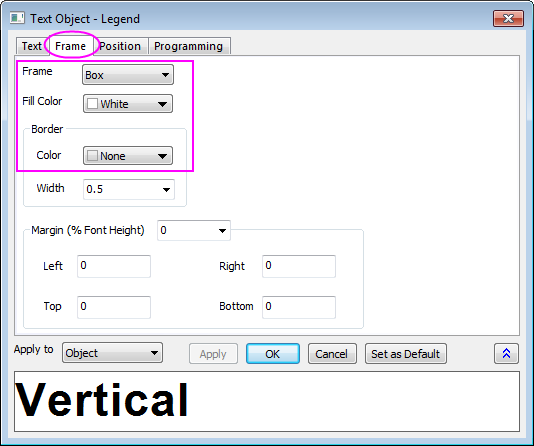 Text Object - Legend
Text Frame Position Programming
Frame Box
Fill Color White
Border
Color None
Width 0.5
Margin (% Font Height) 0
Left 0 Right 0
Top 0 Bottom 0
Apply to Object Apply OK Cancel Set as Default
Vertical